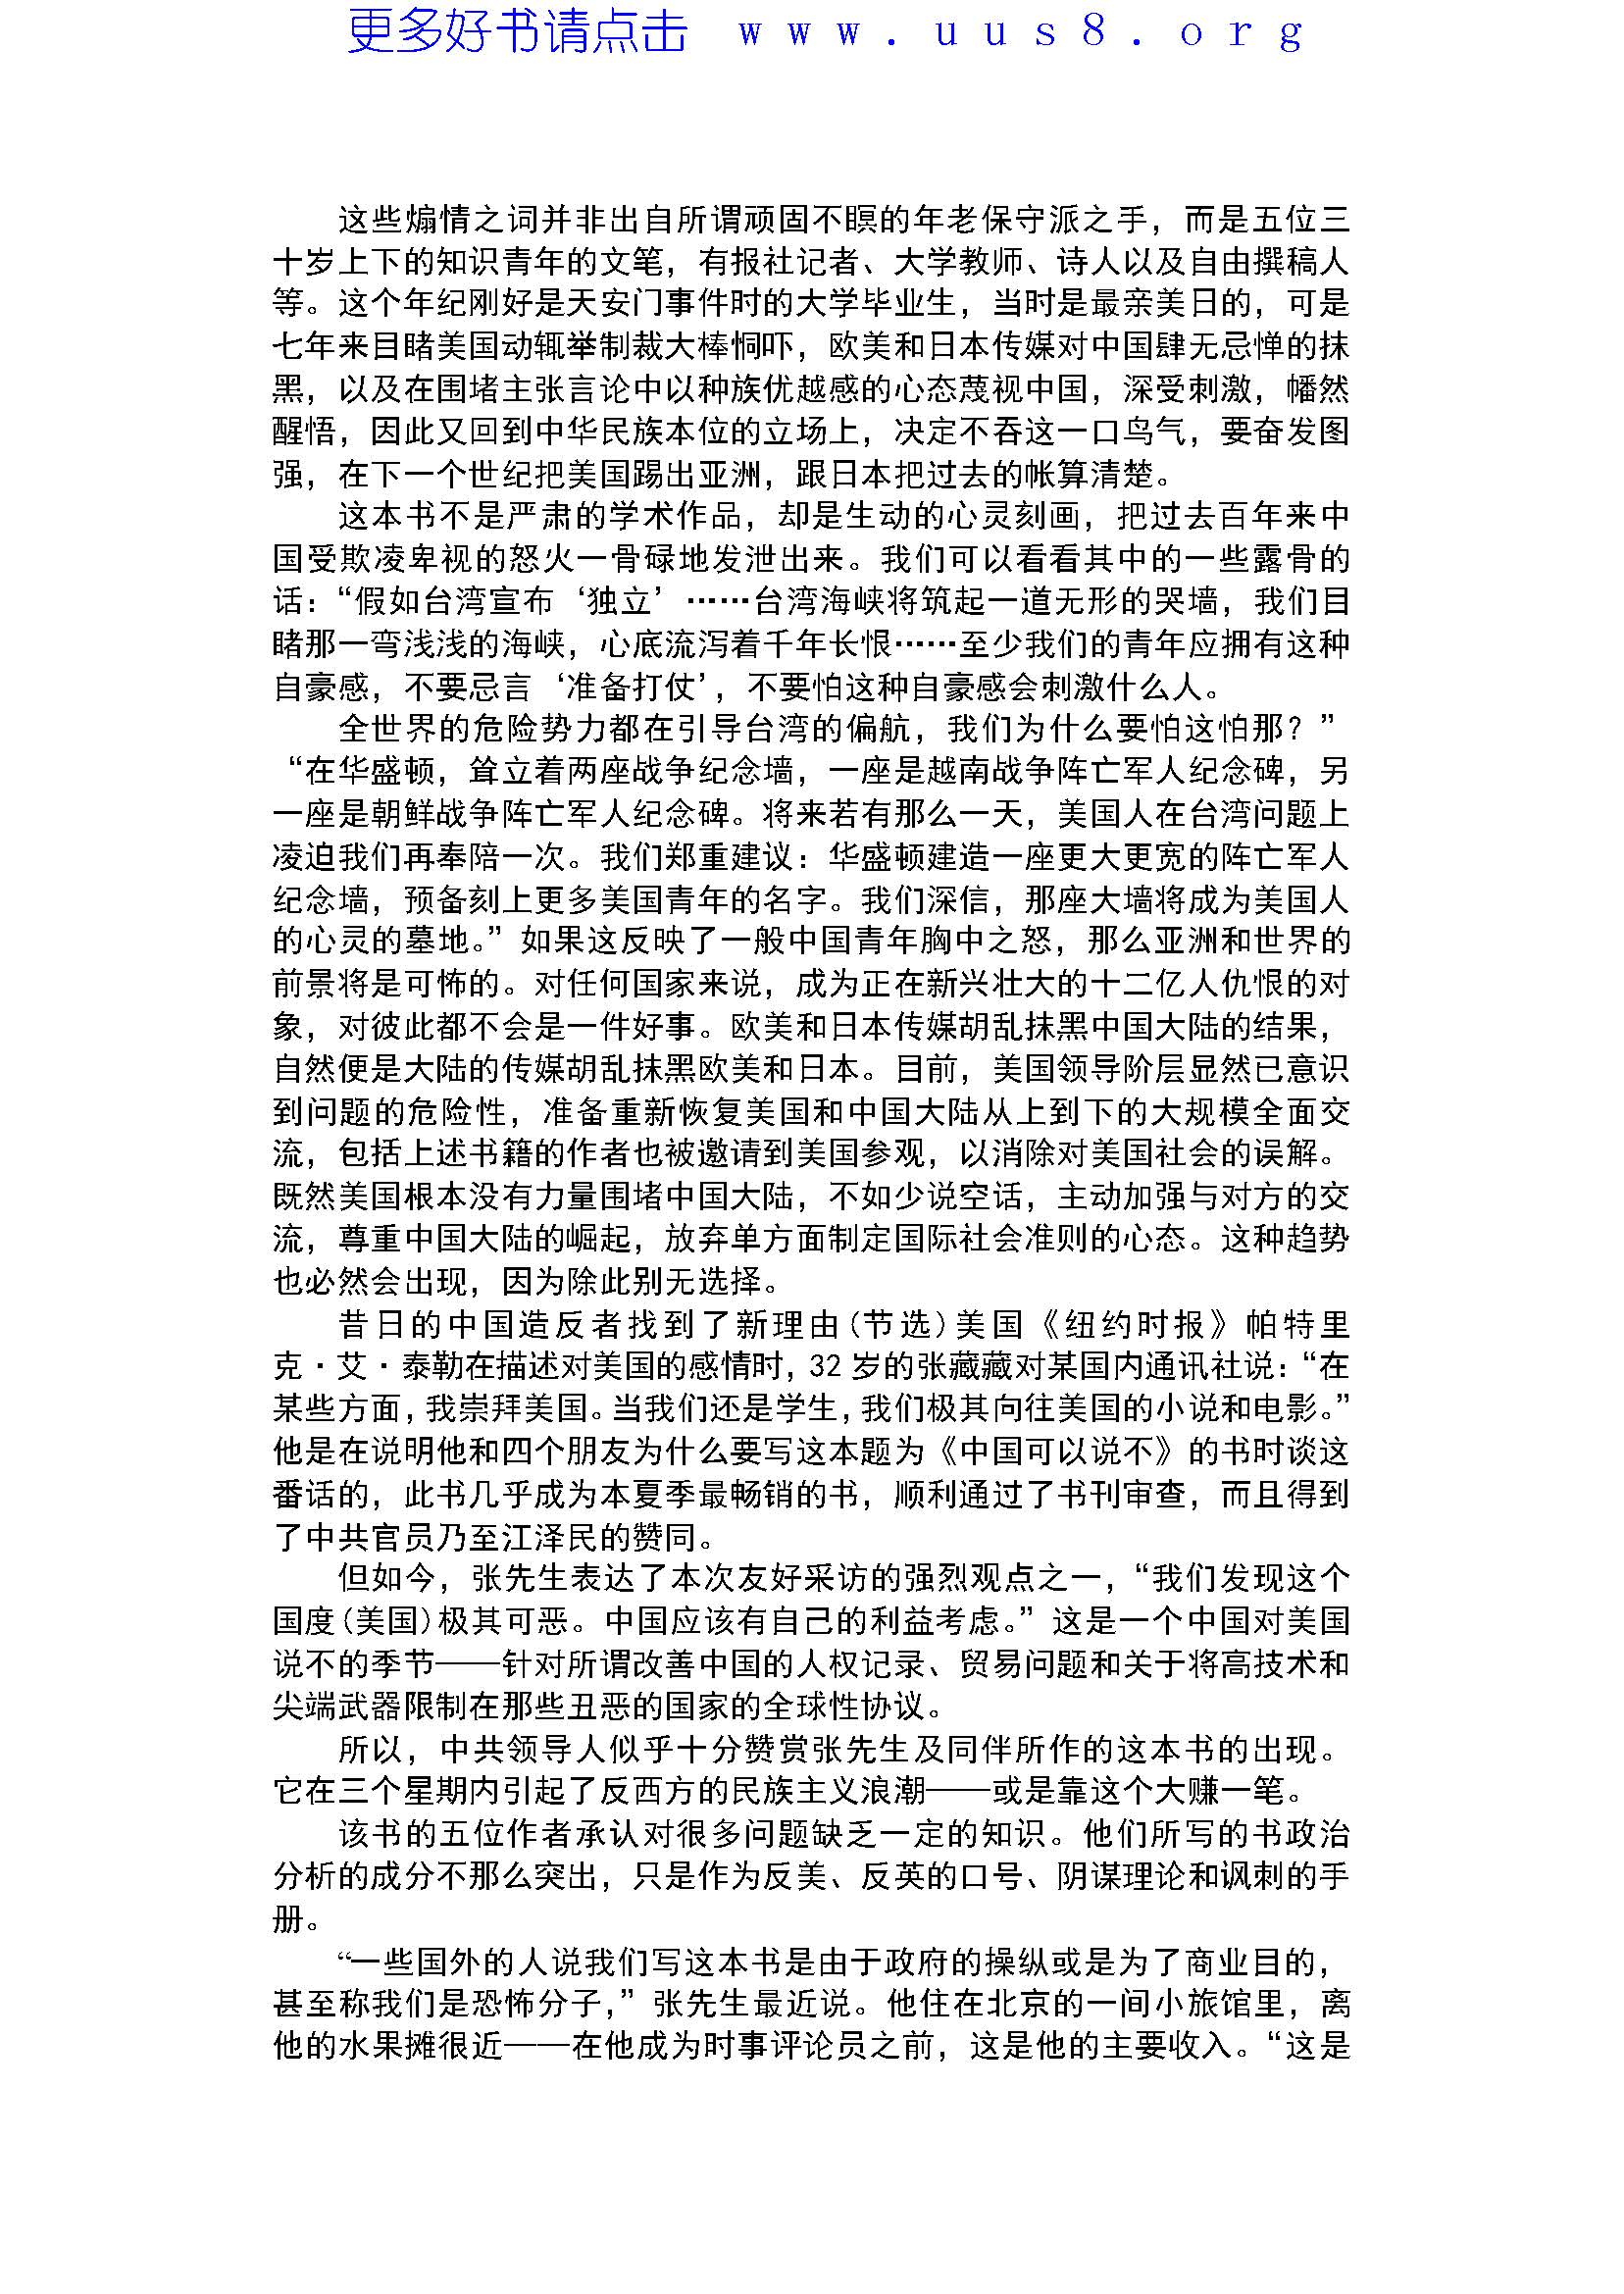 更多好书请点击 www.uus8.org
这些煽情之词并非出自所谓顽固不瞑的年老保守派之手，而是五位三
十岁上下的知识青年的文笔，有报社记者、大学教师、诗人以及自由撰稿人
等。这个年纪刚好是天安门事件时的大学毕业生，当时是最亲美日的，可是
七年来目睹美国动辄举制裁大棒恫吓，欧美和日本传媒对中国肆无忌惮的抹
黑，以及在围堵主张言论中以种族优越感的心态蔑视中国，深受刺激，幡然
醒悟，因此又回到中华民族本位的立场上，决定不吞这一口鸟气，要奋发图
强，在下一个世纪把美国踢出亚洲，跟日本把过去的帐算清楚。
这本书不是严肃的学术作品，却是生动的心灵刻画，把过去百年来中
国受欺凌卑视的怒火一骨碌地发泄出来。我们可以看看其中的一些露骨的
话：“假如台湾宣布‘独立’……台湾海峡将筑起一道无形的哭墙，我们目
睹那一弯浅浅的海峡，心底流泻着千年长恨……至少我们的青年应拥有这种
自豪感，不要忌言‘准备打仗’，不要怕这种自豪感会刺激什么人。
全世界的危险势力都在引导台湾的偏航，我们为什么要怕这怕那？”
“在华盛顿，耸立着两座战争纪念墙，一座是越南战争阵亡军人纪念碑，另
一座是朝鲜战争阵亡军人纪念碑。将来若有那么一天，美国人在台湾问题上
凌迫我们再奉陪一次。我们郑重建议：华盛顿建造一座更大更宽的阵亡军人
纪念墙，预备刻上更多美国青年的名字。我们深信，那座大墙将成为美国人
的心灵的墓地。”如果这反映了一般中国青年胸中之怒，那么亚洲和世界的
前景将是可怖的。对任何国家来说，成为正在新兴壮大的十二亿人仇恨的对
象，对彼此都不会是一件好事。欧美和日本传媒胡乱抹黑中国大陆的结果，
自然便是大陆的传媒胡乱抹黑欧美和日本。目前，美国领导阶层显然已意识
到问题的危险性，准备重新恢复美国和中国大陆从上到下的大规模全面交
流，包括上述书籍的作者也被邀请到美国参观，以消除对美国社会的误解。
既然美国根本没有力量围堵中国大陆，不如少说空话，主动加强与对方的交
流，尊重中国大陆的崛起，放弃单方面制定国际社会准则的心态。这种趋势
也必然会出现，因为除此别无选择。
昔日的中国造反者找到了新理由(节选)美国《纽约时报》帕特里
克·艾·泰勒在描述对美国的感情时，32 岁的张藏藏对某国内通讯社说：“在
某些方面，我崇拜美国。当我们还是学生，我们极其向往美国的小说和电影。”
他是在说明他和四个朋友为什么要写这本题为《中国可以说不》的书时谈这
番话的，此书几乎成为本夏季最畅销的书，顺利通过了书刊审查，而且得到
了中共官员乃至江泽民的赞同。
但如今，张先生表达了本次友好采访的强烈观点之一，“我们发现这个
国度(美国)极其可恶。中国应该有自己的利益考虑。”这是一个中国对美国
说不的季节——针对所谓改善中国的人权记录、贸易问题和关于将高技术和
尖端武器限制在那些丑恶的国家的全球性协议。
所以，中共领导人似乎十分赞赏张先生及同伴所作的这本书的出现。
它在三个星期内引起了反西方的民族主义浪潮——或是靠这个大赚一笔。
该书的五位作者承认对很多问题缺乏一定的知识。他们所写的书政治
分析的成分不那么突出，只是作为反美、反英的口号、阴谋理论和讽刺的手
册。
“一些国外的人说我们写这本书是由于政府的操纵或是为了商业目的，
甚至称我们是恐怖分子，”张先生最近说。他住在北京的一间小旅馆里，离
他的水果摊很近——在他成为时事评论员之前，这是他的主要收入。“这是